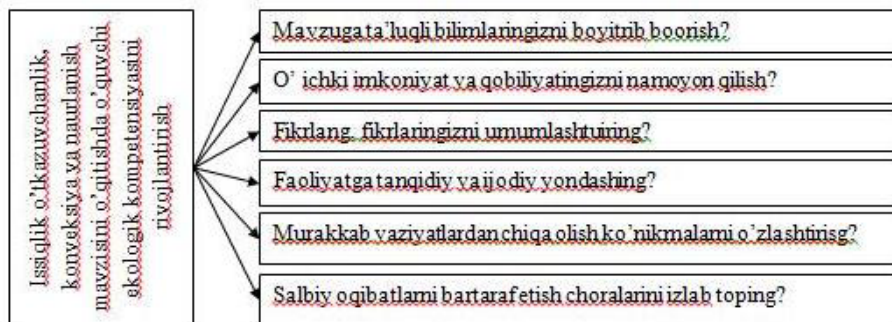 Issiqlik o’tkazuvchanlik,
konveksiya va naurlanish
mavzisini o’qitishda o’quvchi
ekologik kompetensiyasini
rivojlantirish
Mavzuga ta’luqli bilimlaringizni boyitrib boorish?
O’ ichki imkoniyat va qobiliyatingizni namoyon qilish?
Fikrlang, fikrlaringizni umumlashtuiring?
Faoliyatga tanqidiy va ijodiy yondashing?
Murakkab vaziyatlardan chiqa olish ko’nikmalarni o’zlashtirisg?
Salbiy oqibatlarni bartaraf etish choralarini izlab toping?